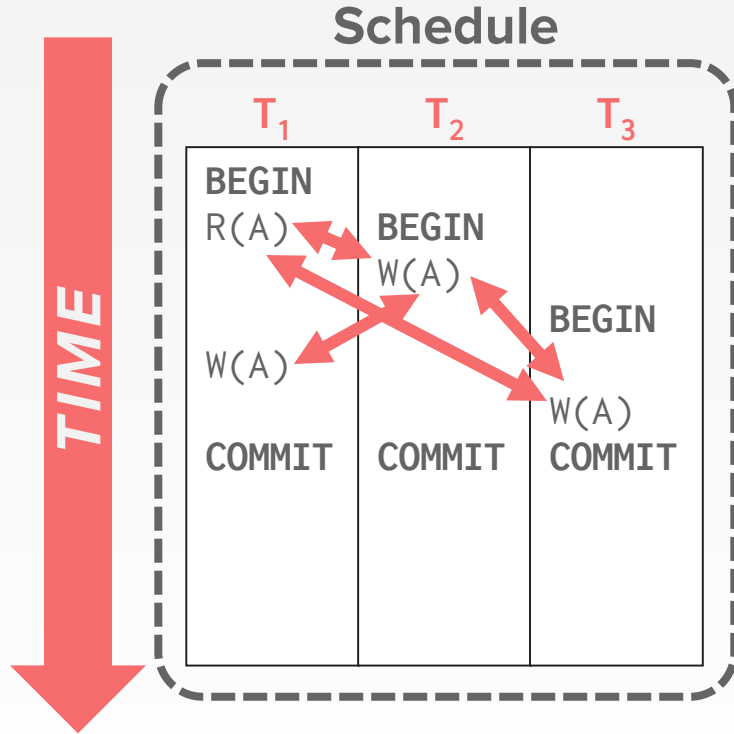 Schedule
TIME
T1 T2 T3
BEGIN
R(A) BEGIN
W(A)
BEGIN
W(A)
W(A)
COMMIT COMMIT COMMIT